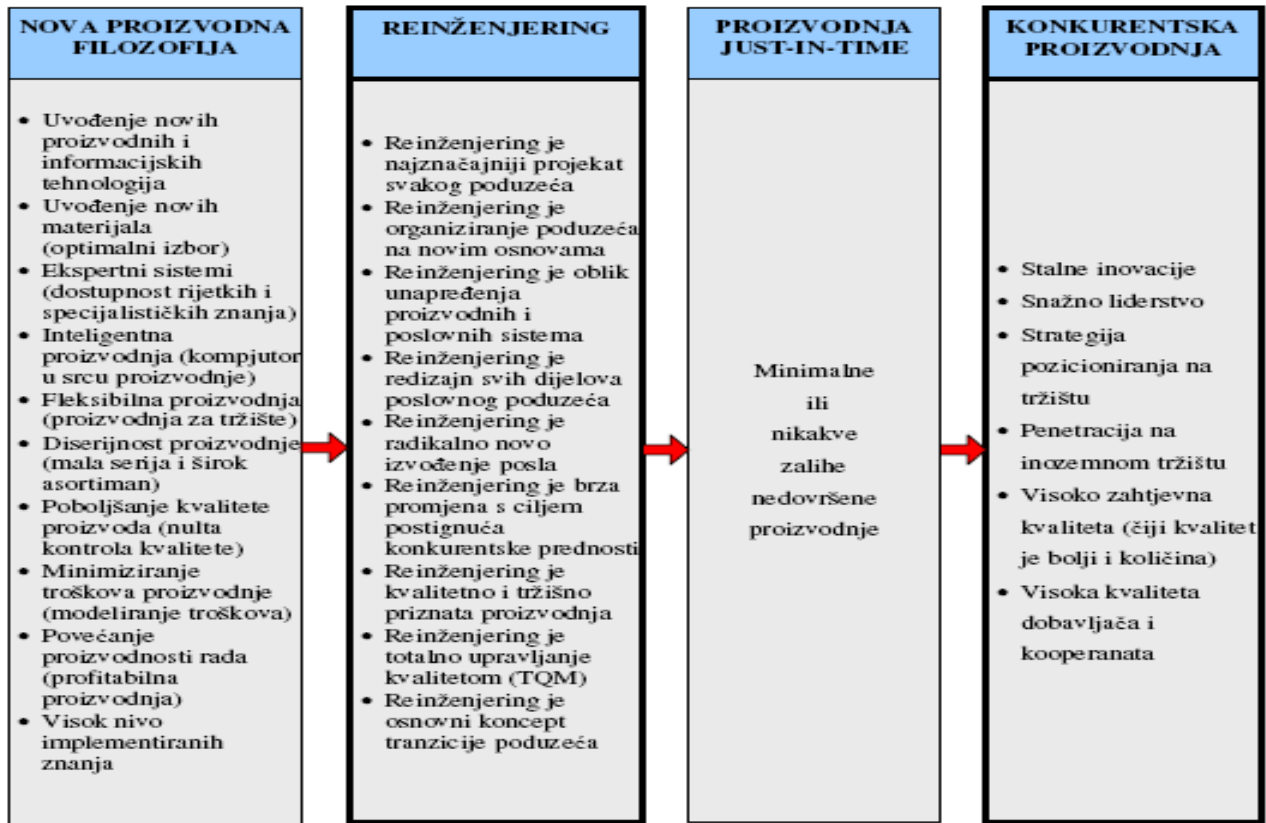 NOVA PROIZVODNA
FILOZOFIJA
• Uvođenje novih
proizvodnih i
informacijskih
tehnologija
• Uvođenje novih
materijala
(optimalni izbor)
• Ekspertni sistemi
(dostupnost rijetkih i
specijalističkih znanja)
• Inteligentna
proizvodnja (kompjutor
u srcu proizvodnje)
• Fleksibilna proizvodnja
(proizvodnja za tržište)
• Diserijnost proizvodnje
(mala serija i širok
asortiman)
• Poboljšanje kvalitete
proizvoda (nulta
kontrola kvalitete)
• Minimiziranje
troškova proizvodnje
(modeliranje troškova)
• Povećanje
proizvodnosti rada
(profitabilna
proizvodnja)
• Visok nivo
implementiranih
znanja
REINŽENJERING
• Reinženjering je
najznačajniji projekat
svakog poduzeća
• Reinženjering je
organiziranje poduzeća
na novim osnovama
• Reinženjering je oblik
unapređenja
proizvodnih i
poslovnih sistema
• Reinženjering je
redizajn svih dijelova
poslovnog poduzeća
• Reinženjering je
radikalno novo
izvođenje posla
• Reinženjering je brza
promjena s ciljem
postignuća
konkurentske prednosti
• Reinženjering je
kvalitetno i tržišno
priznata proizvodnja
• Reinženjering je
totalno upravljanje
kvalitetom (TQM)
• Reinženjering je
osnovni koncept
tranzicije poduzeća
PROIZVODNJA
JUST-IN-TIME
Minimalne
ili
nikakve
zalihe
nedovršene
proizvodnje
KONKURENTSKA
PROIZVODNJA
• Stalne inovacije
• Snažno liderstvo
• Strategija
pozicioniranja na
tržištu
• Penetracija na
inozemnom tržištu
• Visoko zahtjevna
kvaliteta (čiji kvalitet
je bolji i količina)
• Visoka kvaliteta
dobavljača i
kooperanata